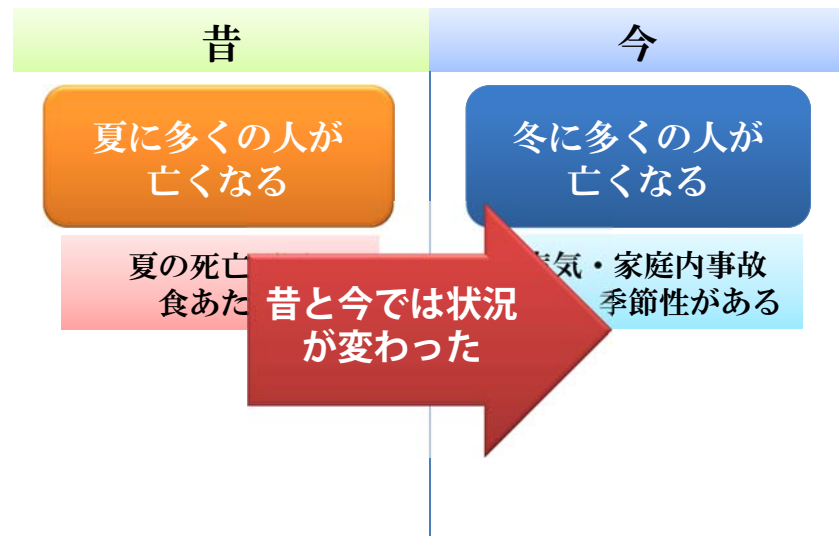 昔
今
夏に多くの人が
亡くなる
冬に多くの人が
亡くなる
夏の死亡
食あた
気・家庭内事故
季節性がある
昔と今では状況
が変わった